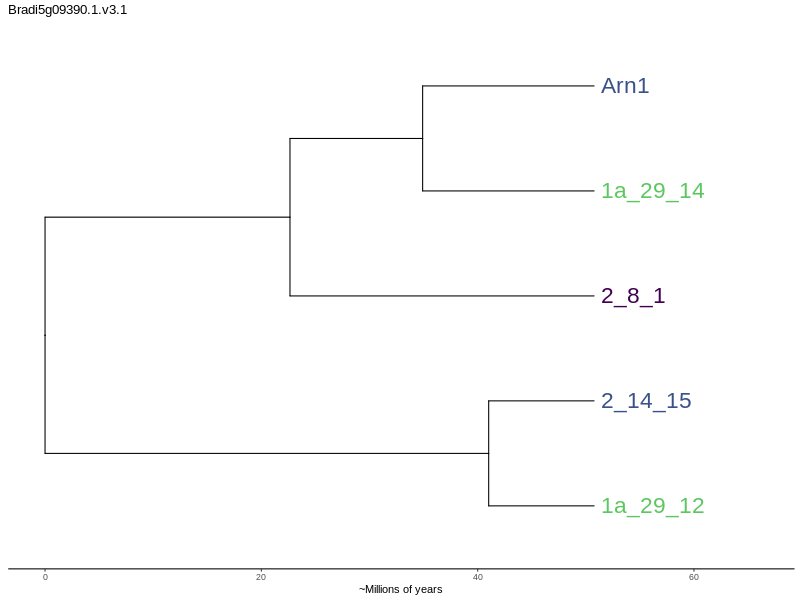 Bradi5g09390.1.v3.1
Arn1
1a_29_14
2_8_1
2_14_15
1a_29_12
0 20 40 60
~Millions of years